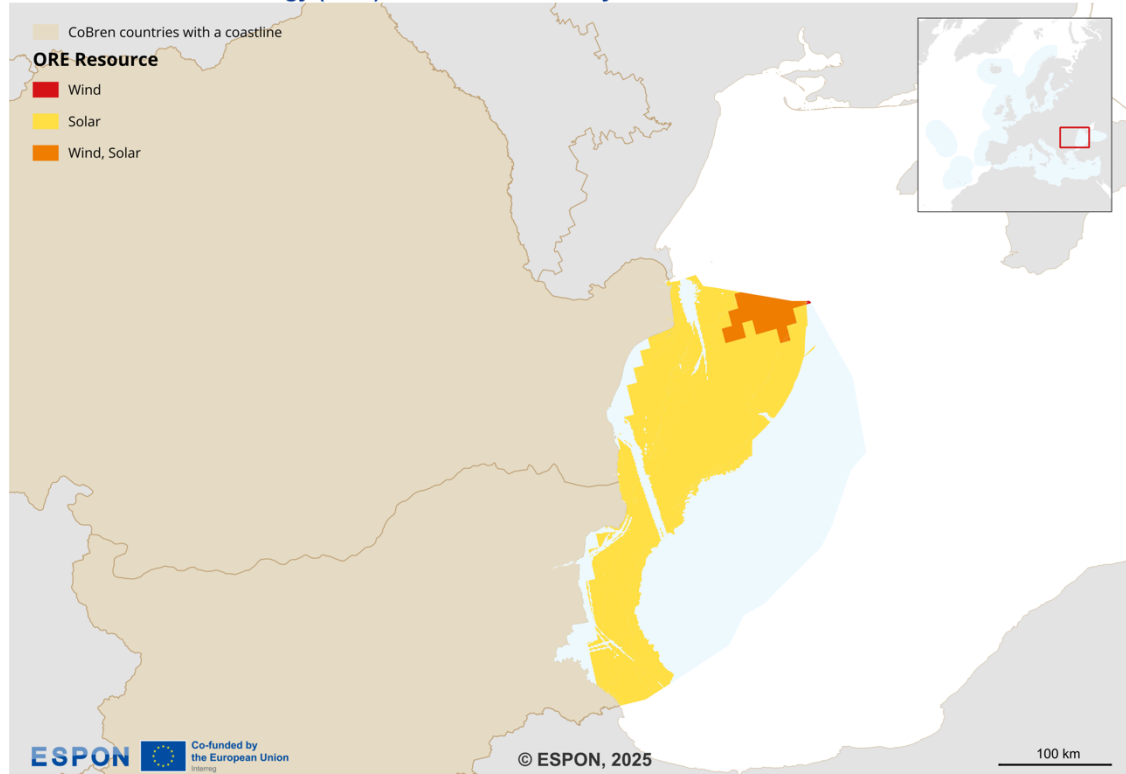 CoBren countries with a coastline
ORE Resource
Wind
Solar
Wind, Solar
ESPON
Co-funded by
the European Union
Interreg
© ESPON, 2025
100 km